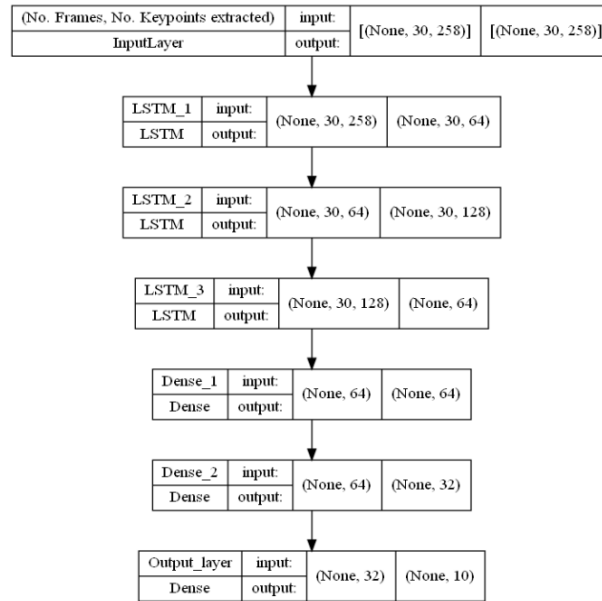 (No. Frames, No. Keypoints extracted) input: [(None, 30, 258)] [(None, 30, 258)]
InputLayer output:
LSTM_1 input: (None, 30, 258) (None, 30, 64)
LSTM output:
LSTM_2 input: (None, 30, 64) (None, 30, 128)
LSTM output:
LSTM_3 input: (None, 30, 128) (None, 64)
LSTM output:
Dense_1 input: (None, 64) (None, 64)
Dense output:
Dense_2 input: (None, 64) (None, 32)
Dense output:
Output_layer input: (None, 32) (None, 10)
Dense output: